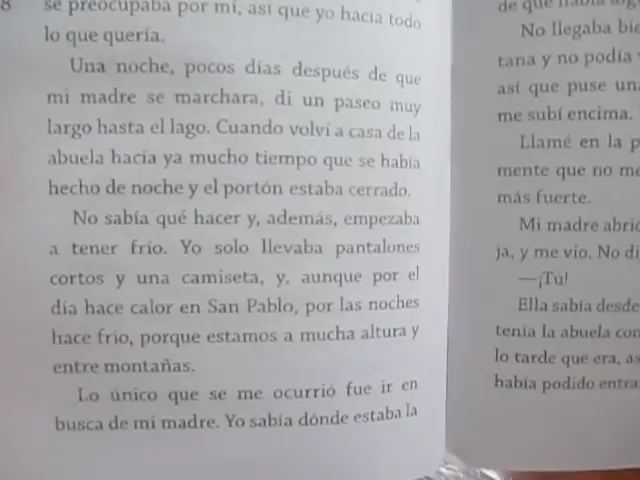 8
se preocupaba por mí, así que yo hacía todo
lo que quería.
Una noche, pocos días después de que
mi madre se marchara, di un paseo muy
largo hasta el lago. Cuando volví a casa de la
abuela hacía ya mucho tiempo que se había
hecho de noche y el portón estaba cerrado.
No sabía qué hacer y, además, empezaba
a tener frío. Yo solo llevaba pantalones
cortos y una camiseta, y, aunque por el
día hace calor en San Pablo, por las noches
hace frío, porque estamos a mucha altura y
entre montañas.
Lo único que se me ocurrió fue ir en
busca de mi madre. Yo sabía dónde estaba la
de que
No llegaba
tana y no podía
así que puse
me subí encima.
Llamé en la
mente que no
más fuerte.
Mi madre
ja, y me vio. No
—¡Tú!
Ella sabía
tenía la abuela
lo tarde que era,
había podido